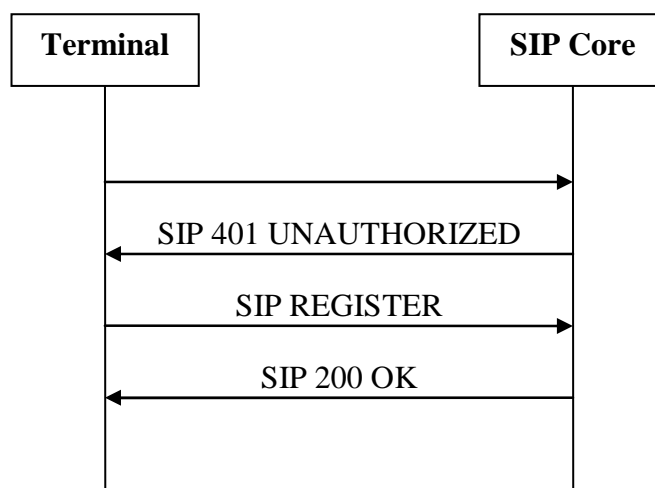 Terminal
SIP Core
SIP 401 UNAUTHORIZED
SIP REGISTER
SIP 200 OK